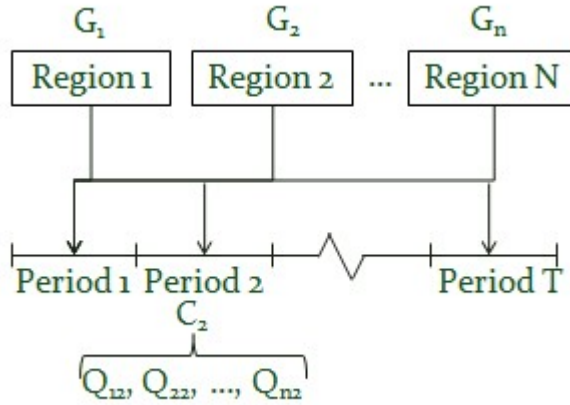 G₁ G₂ Gₙ
Region 1 Region 2 ... Region N
Period 1 Period 2 Period T
C₂
Q₁₂, Q₂₂, ..., Qₙ₂